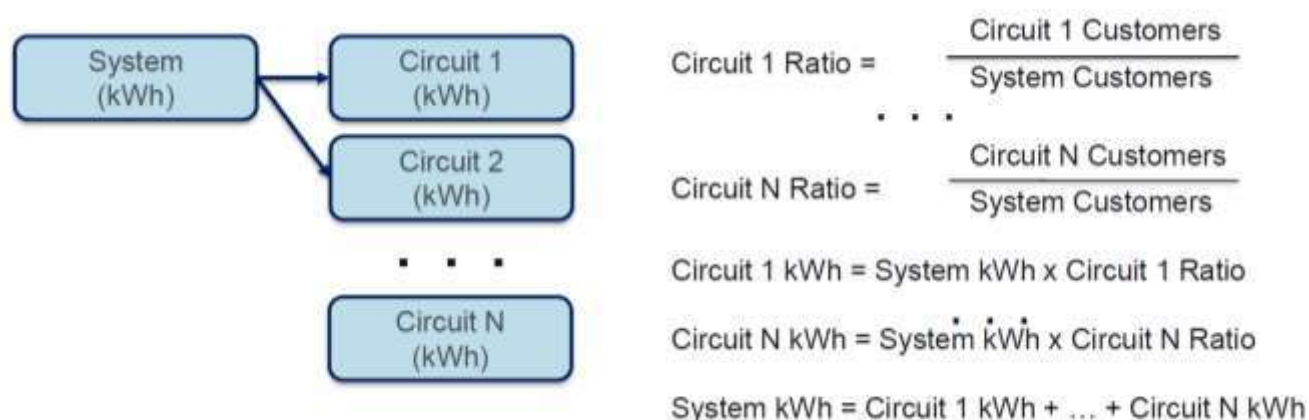 System
(kWh)
Circuit 1
(kWh)
Circuit 2
(kWh)
. . .
Circuit N
(kWh)
Circuit 1 Ratio =
Circuit 1 Customers
System Customers
. . .
Circuit N Ratio =
Circuit N Customers
System Customers
Circuit 1 kWh = System kWh x Circuit 1 Ratio
. . .
Circuit N kWh = System kWh x Circuit N Ratio
System kWh = Circuit 1 kWh + … + Circuit N kWh